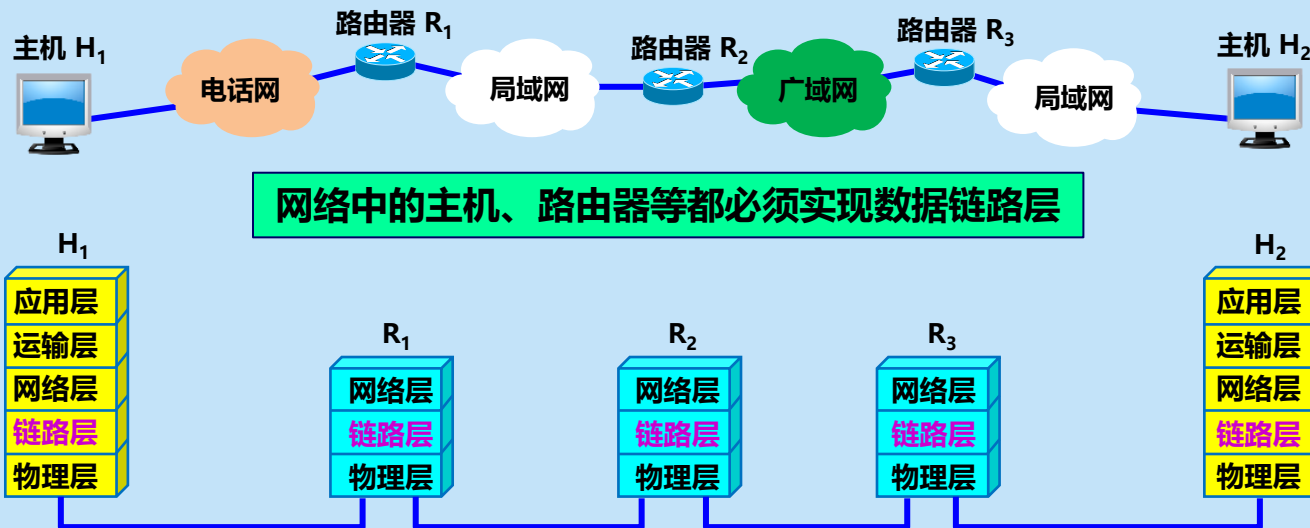 主机 H₁
路由器 R₁
路由器 R₂
路由器 R₃
主机 H₂
电话网
局域网
广域网
局域网
网络中的主机、路由器等都必须实现数据链路层
H₁
应用层
运输层
网络层
链路层
物理层
R₁
网络层
链路层
物理层
R₂
网络层
链路层
物理层
R₃
网络层
链路层
物理层
H₂
应用层
运输层
网络层
链路层
物理层